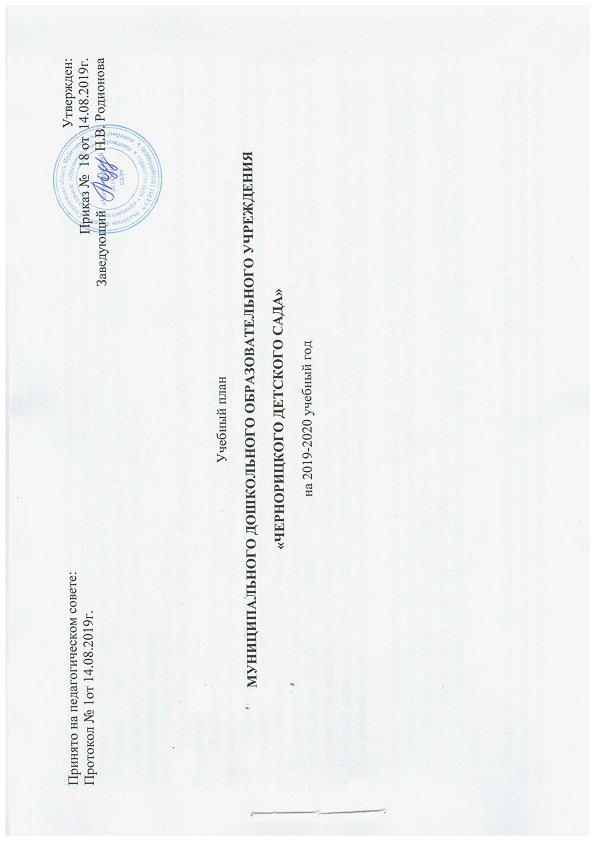 Принято на педагогическом совете:
Протокол № 1от 14.08.2019г.
Утвержден:
Приказ № 18 от 14.08.2019г.
Заведующий Н.В. Родионова
Учебный план
МУНИЦИПАЛЬНОГО ДОШКОЛЬНОГО ОБРАЗОВАТЕЛЬНОГО УЧРЕЖДЕНИЯ
«ЧЕРНОРИЦКОГО ДЕТСКОГО САДА»
на 2019-2020 учебный год